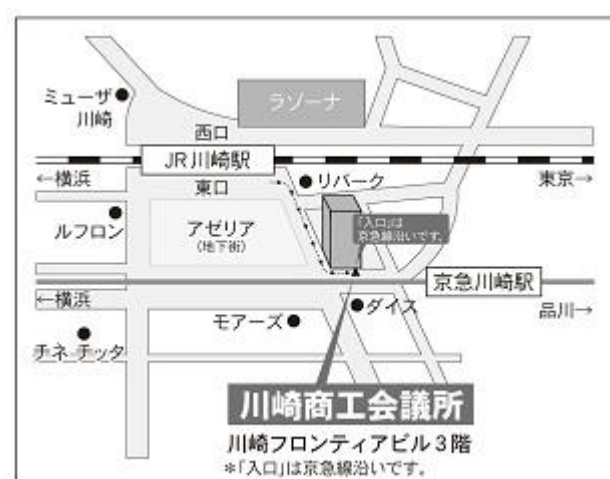 ミューザ
川崎
ラゾーナ
西口
JR川崎駅
←横浜
東京→
東口
リバーク
ルフロン
アゼリア
(地下街)
「入口」は
京急線沿いです。
京急川崎駅
←横浜
品川→
モアーズ
ダイス
チネ チッタ
川崎商工会議所
川崎フロンティアビル3階
*「入口」は京急線沿いです。